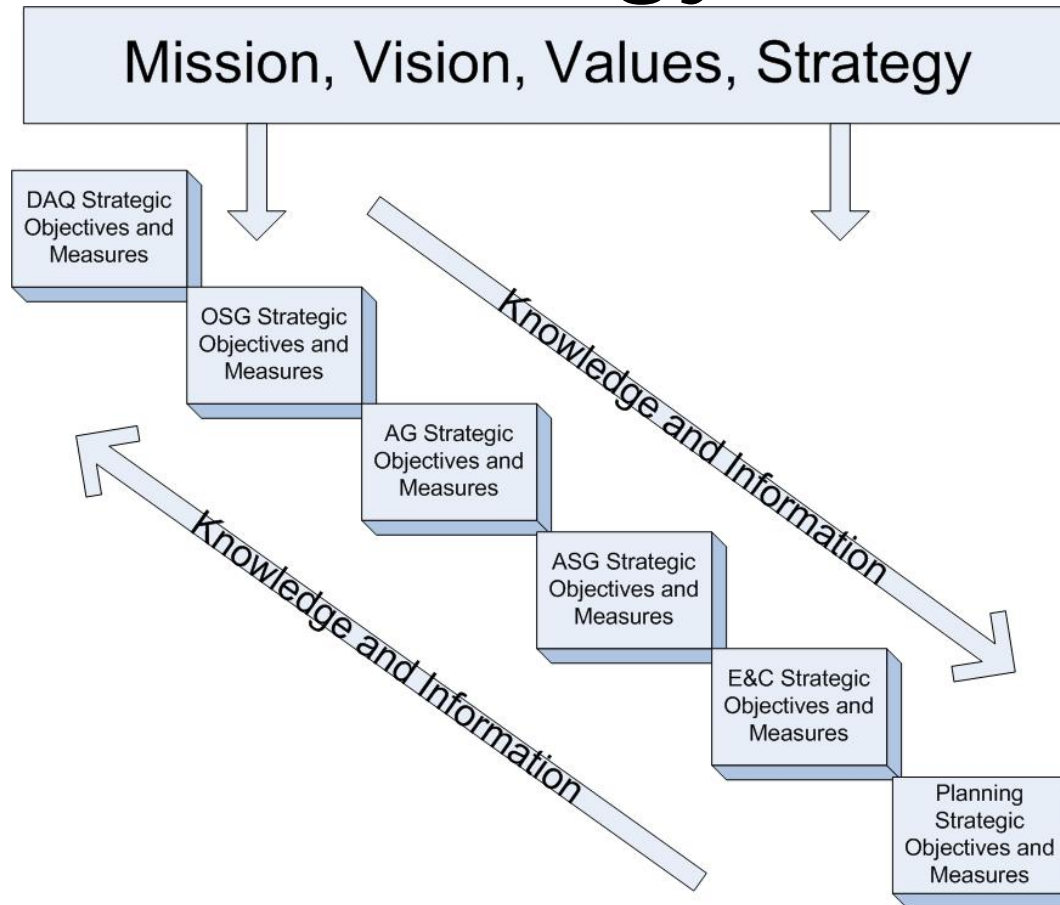 Mission, Vision, Values, Strategy
DAQ Strategic
Objectives and
Measures
OSG Strategic
Objectives and
Measures
Knowledge and Information
AG Strategic
Objectives and
Measures
Knowledge and Information
ASG Strategic
Objectives and
Measures
E&C Strategic
Objectives and
Measures
Planning
Strategic
Objectives and
Measures